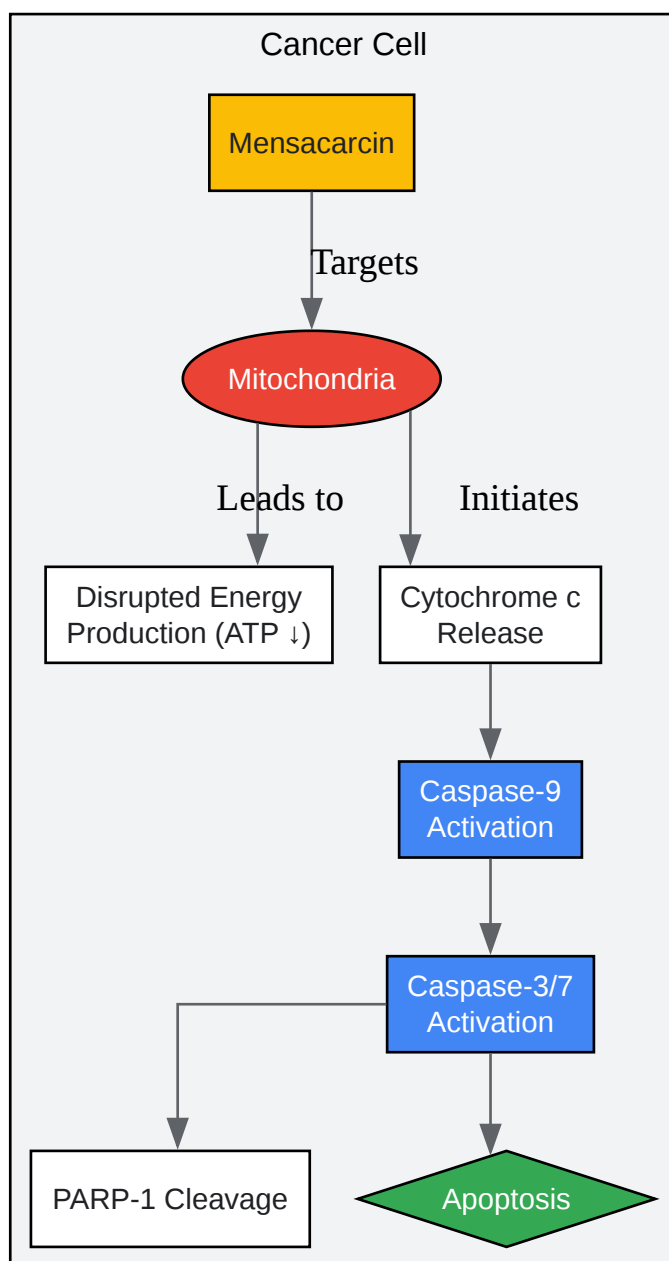 Cancer Cell
Mensacarcin
Targets
Mitochondria
Leads to
Initiates
Disrupted Energy
Production (ATP ↓)
Cytochrome c
Release
Caspase-9
Activation
Caspase-3/7
Activation
PARP-1 Cleavage
Apoptosis